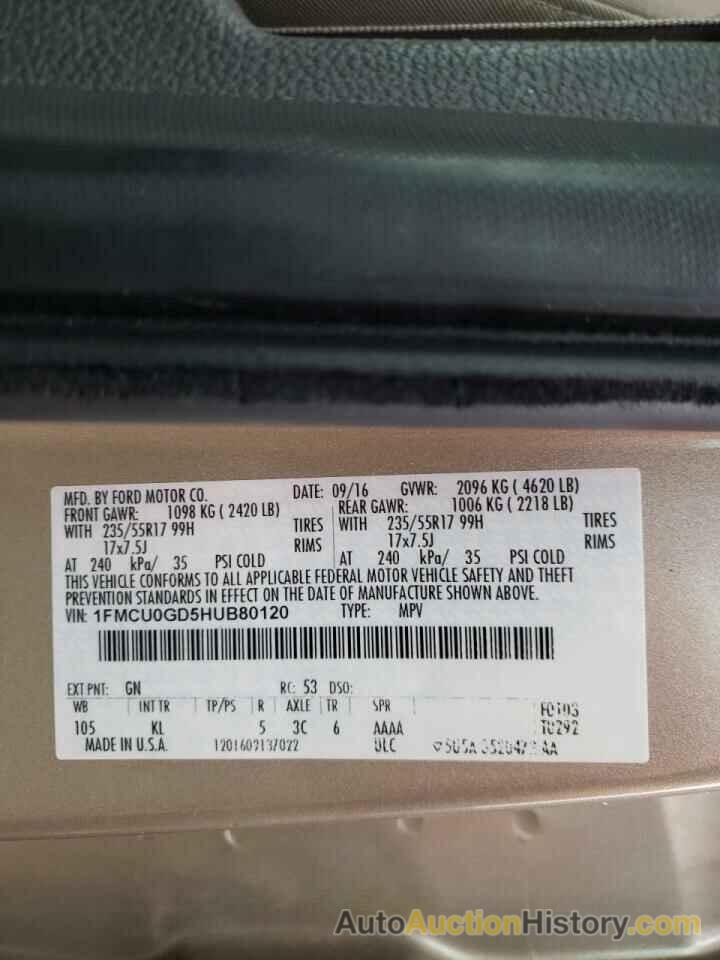 MFD. BY FORD MOTOR CO. DATE: 09/16 GVWR: 2096 KG ( 4620 LB)
FRONT GAWR: 1098 KG ( 2420 LB) REAR GAWR: 1006 KG ( 2218 LB)
WITH 235/55R17 99H TIRES WITH 235/55R17 99H TIRES
17x7.5J RIMS 17x7.5J RIMS
AT 240 kPa/ 35 PSI COLD AT 240 kPa/ 35 PSI COLD
THIS VEHICLE CONFORMS TO ALL APPLICABLE FEDERAL MOTOR VEHICLE SAFETY AND THEFT
PREVENTION STANDARDS IN EFFECT ON THE DATE OF MANUFACTURE SHOWN ABOVE.
VIN: 1FMCU0GD5HUB80120 TYPE: MPV
EXT PNT: GN RC: 53 DSO:
WB INT TR TP/PS R AXLE TR SPR
105 KL 5 3C 6 AAAA
MADE IN U.S.A. ULC
AutoAuctionHistory.com